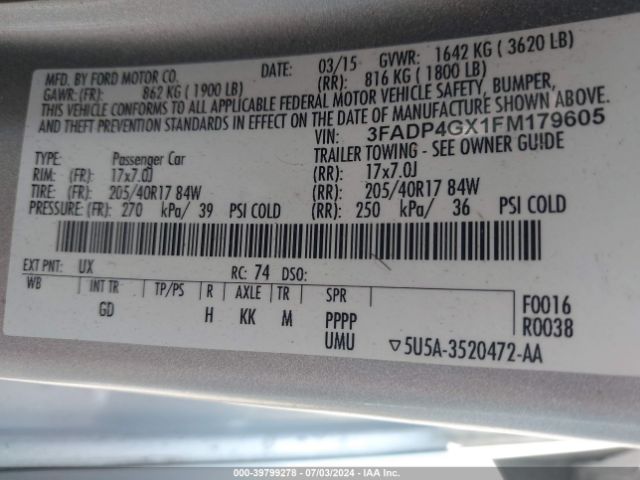 MFD. BY FORD MOTOR CO.
DATE: 03/15 GVWR: 1642 KG ( 3620 LB)
GAWR: (FR): 862 KG ( 1900 LB) (RR): 816 KG ( 1800 LB)
THIS VEHICLE CONFORMS TO ALL APPLICABLE FEDERAL MOTOR VEHICLE SAFETY, BUMPER,
AND THEFT PREVENTION STANDARDS IN EFFECT ON THE DATE OF MANUFACTURE SHOWN ABOVE.
VIN: 3FADP4GX1FM179605
TYPE: Passenger Car TRAILER TOWING - SEE OWNER GUIDE
RIM: (FR): 17x7.0J (RR): 17x7.0J
TIRE: (FR): 205/40R17 84W (RR): 205/40R17 84W
PRESSURE: (FR): 270 kPa/ 39 PSI COLD (RR): 250 kPa/ 36 PSI COLD
EXT PNT: UX RC: 74 DSO:
WB INT TR TP/PS R AXLE TR SPR F0016
GD H KK M PPPP R0038
UMU ▽5U5A-3520472-AA
000-39799278 - 07/03/2024 - IAA Inc.